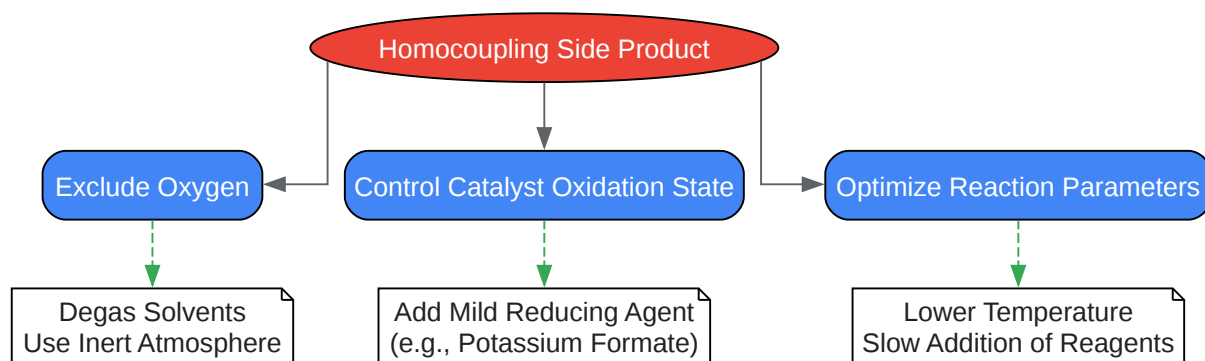 Homocoupling Side Product
Exclude Oxygen
Control Catalyst Oxidation State
Optimize Reaction Parameters
Degas Solvents
Use Inert Atmosphere
Add Mild Reducing Agent
(e.g., Potassium Formate)
Lower Temperature
Slow Addition of Reagents